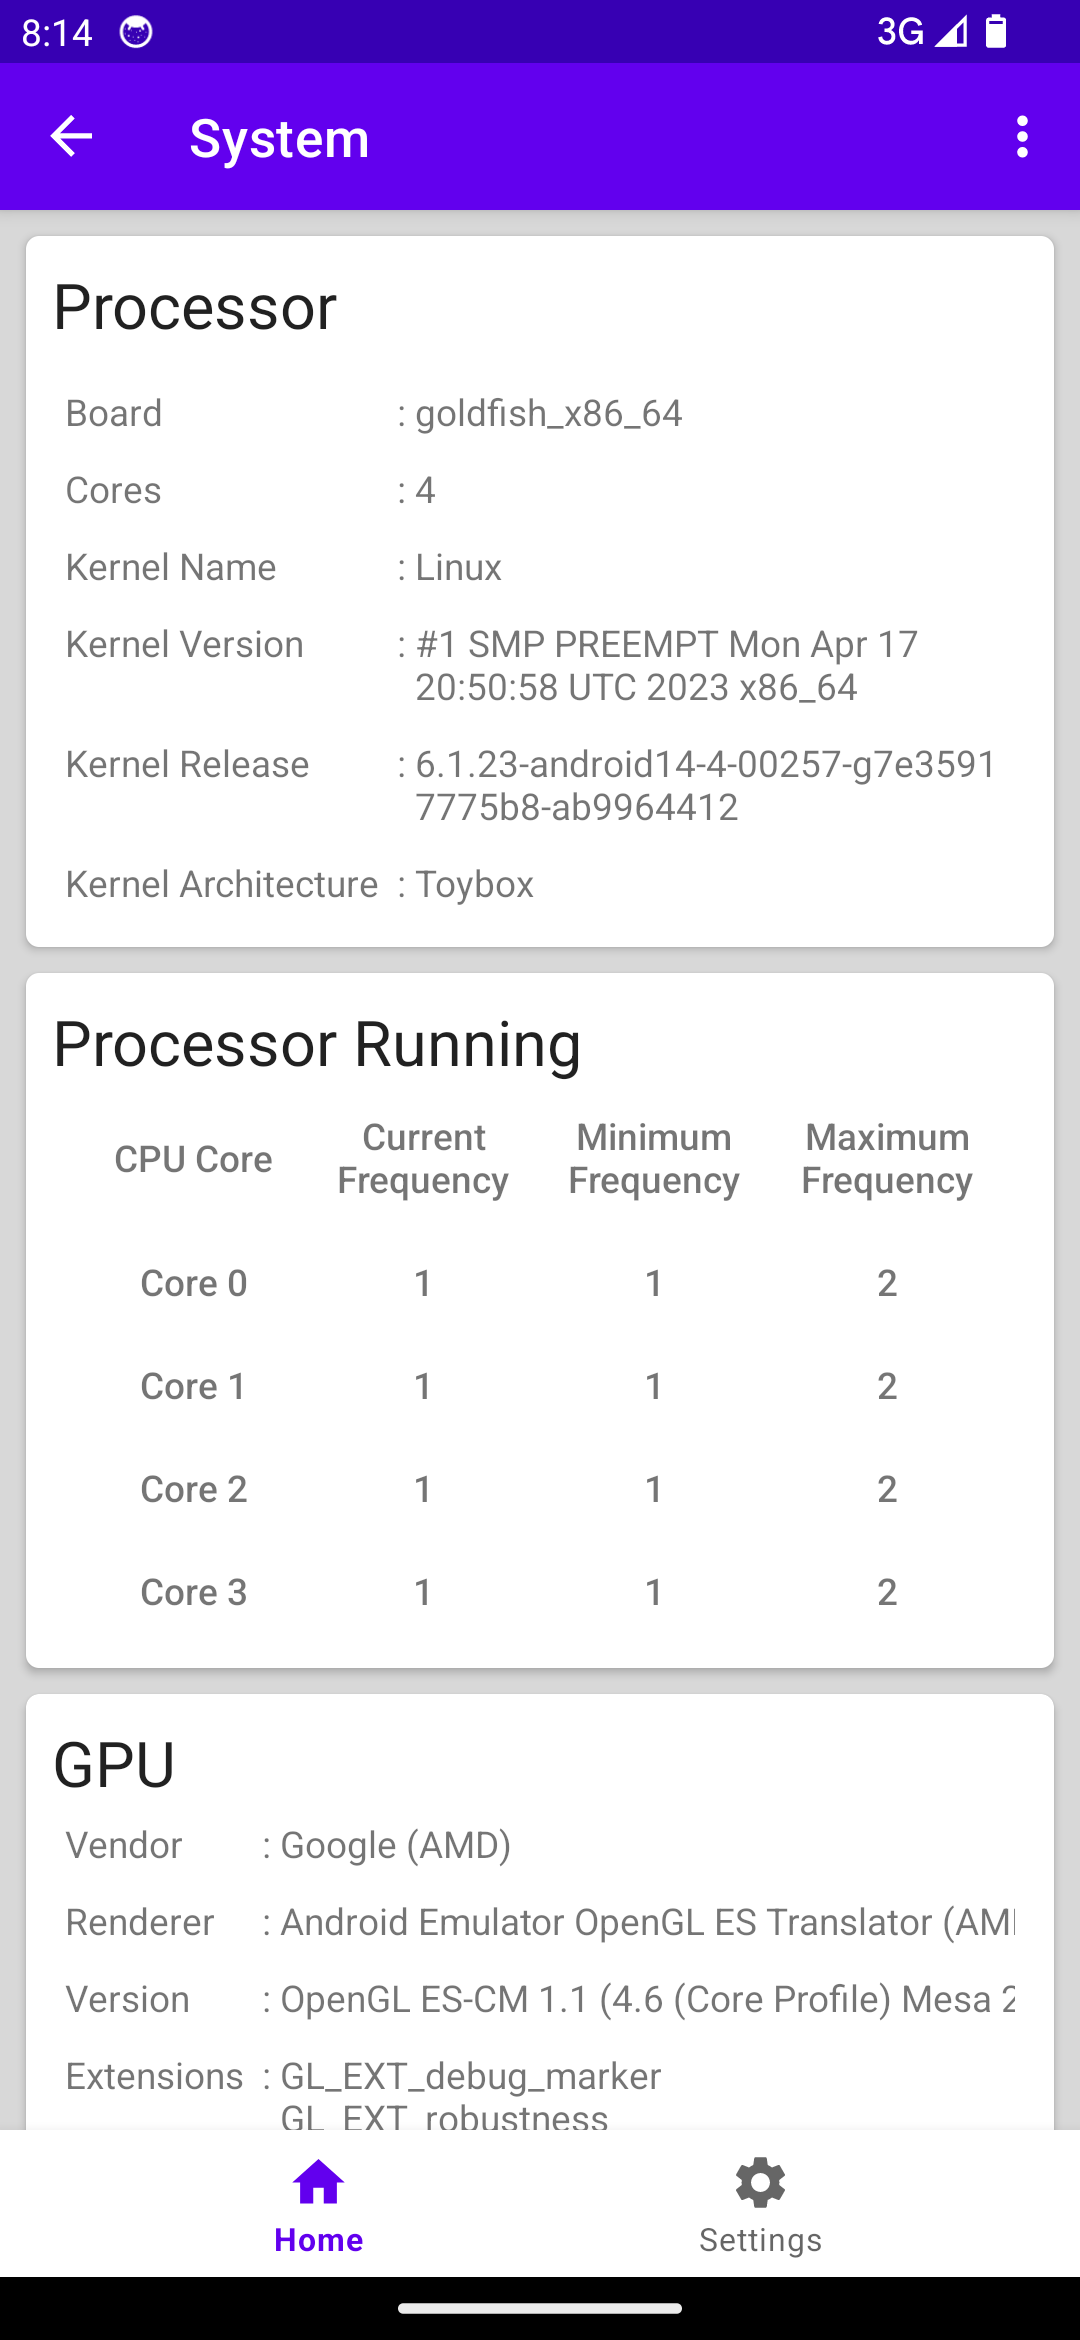 8:14
3G
System
Processor
Board : goldfish_x86_64
Cores : 4
Kernel Name : Linux
Kernel Version : #1 SMP PREEMPT Mon Apr 17
20:50:58 UTC 2023 x86_64
Kernel Release : 6.1.23-android14-4-00257-g7e3591
7775b8-ab9964412
Kernel Architecture : Toybox
Processor Running
CPU Core Current Frequency Minimum Frequency Maximum Frequency
Core 0 1 1 2
Core 1 1 1 2
Core 2 1 1 2
Core 3 1 1 2
GPU
Vendor : Google (AMD)
Renderer : Android Emulator OpenGL ES Translator (AM
Version : OpenGL ES-CM 1.1 (4.6 (Core Profile) Mesa 2
Extensions : GL_EXT_debug_marker
GL_EXT_robustness
Home
Settings